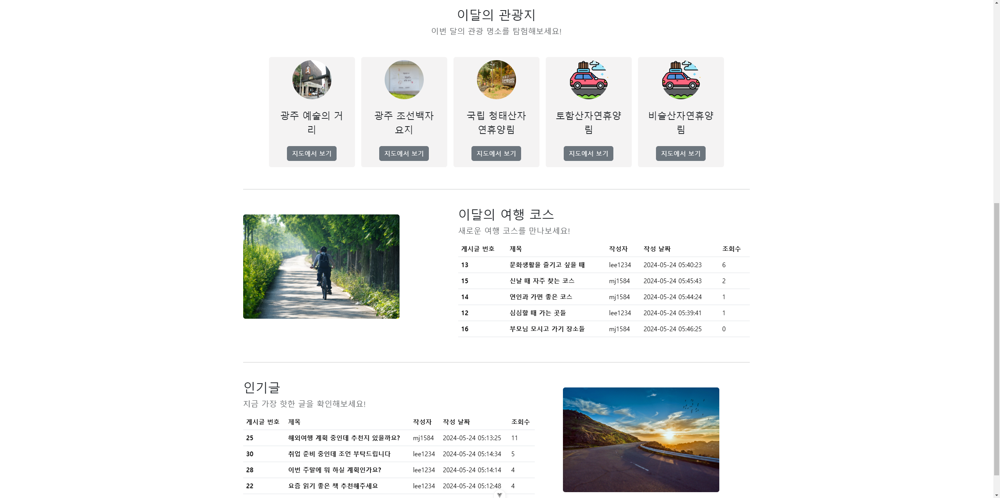 이달의 관광지
이번 달의 관광 명소를 탐험해보세요!
광주 예술의 거
리
지도에서 보기
광주 조선백자
요지
지도에서 보기
국립 청태산자
연휴양림
지도에서 보기
토함산자연휴양
림
지도에서 보기
비슬산자연휴양
림
지도에서 보기
이달의 여행 코스
새로운 여행 코스를 만나보세요!
게시글 번호 제목 작성자 작성 날짜 조회수
13 문화생활을 즐기고 싶을 때 lee1234 2024-05-24 05:40:23 6
15 신날 때 자주 찾는 코스 mj1584 2024-05-24 05:45:43 2
14 연인과 가면 좋은 코스 mj1584 2024-05-24 05:44:24 1
12 심심할 때 가는 곳들 lee1234 2024-05-24 05:39:41 1
16 부모님 모시고 가기 장소들 mj1584 2024-05-24 05:46:25 0
인기글
지금 가장 핫한 글을 확인해보세요!
게시글 번호 제목 작성자 작성 날짜 조회수
25 해외여행 계획 중인데 추천지 있을까요? mj1584 2024-05-24 05:13:25 11
30 취업 준비 중인데 조언 부탁드립니다 lee1234 2024-05-24 05:14:34 5
28 이번 주말에 뭐 하실 계획인가요? lee1234 2024-05-24 05:14:14 4
22 요즘 읽기 좋은 책 추천해주세요 lee1234 2024-05-24 05:12:48 4